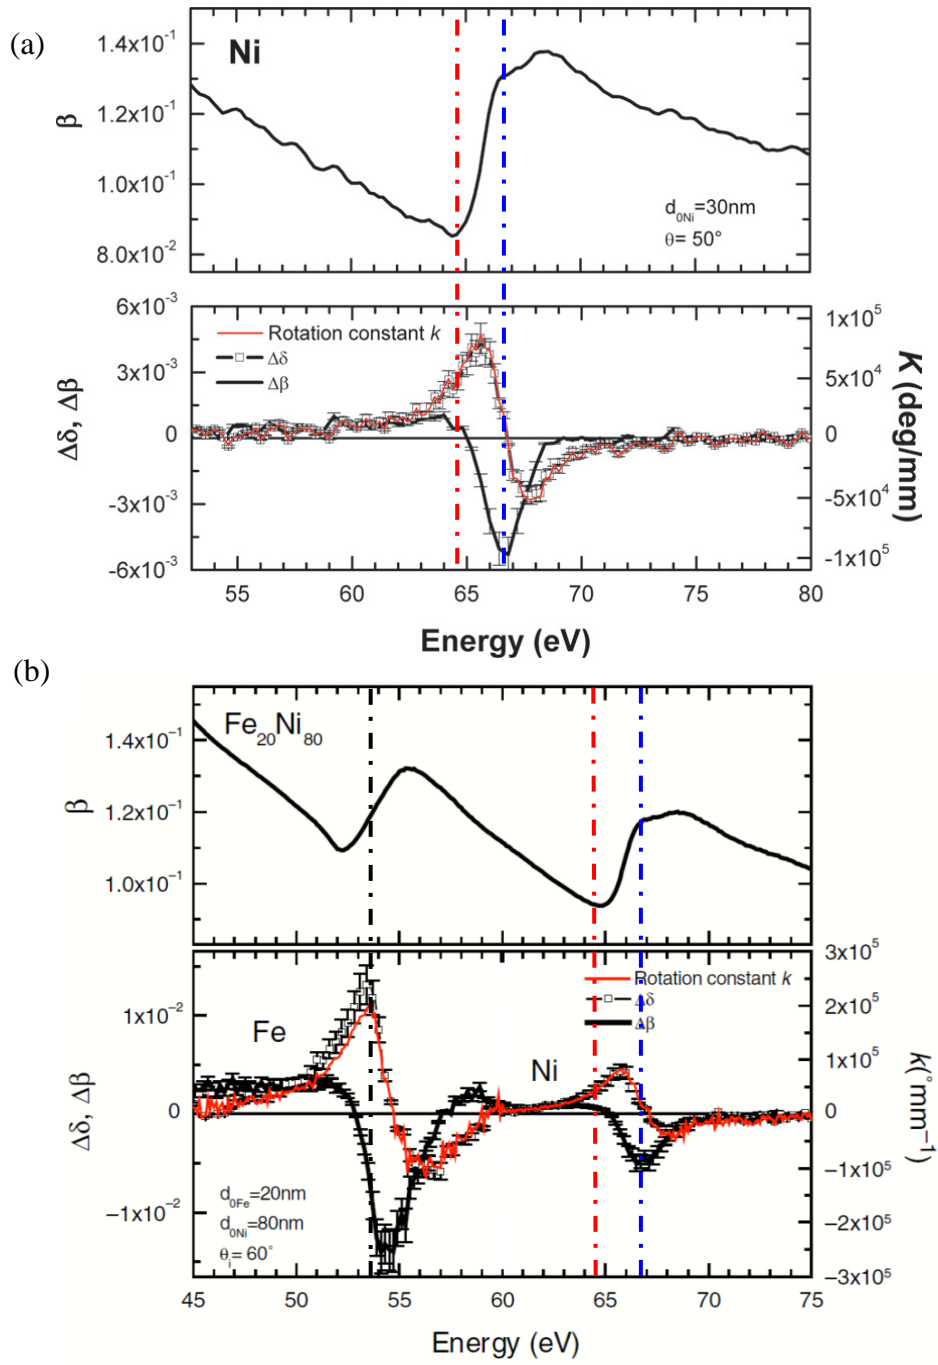 (a)
Ni
β
1.4x10⁻¹
1.2x10⁻¹
1.0x10⁻¹
8.0x10⁻²
d₀Ni=30nm
θ= 50°
Δδ, Δβ
6x10⁻³
3x10⁻³
0
-3x10⁻³
-6x10⁻³
Rotation constant k
Δδ
Δβ
1x10⁵
5x10⁴
0
-5x10⁴
-1x10⁵
K (deg/mm)
55 60 65 70 75 80
Energy (eV)
(b)
Fe₂₀Ni₈₀
β
1.4x10⁻¹
1.2x10⁻¹
1.0x10⁻¹
Δδ, Δβ
1x10⁻²
0
−1x10⁻²
Fe
Ni
Rotation constant k
Δδ
Δβ
d₀Fe=20nm
d₀Ni=80nm
θᵢ= 60°
3x10⁵
2x10⁵
1x10⁵
0
−1x10⁵
−2x10⁵
−3x10⁵
k(°mm⁻¹)
45 50 55 60 65 70 75
Energy (eV)